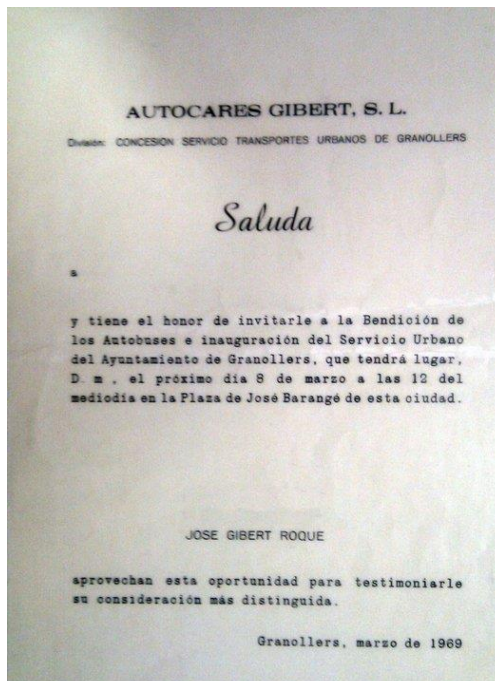 AUTOCARES GIBERT, S. L.
División: CONCESION SERVICIO TRANSPORTES URBANOS DE GRANOLLERS
Saluda
a
y tiene el honor de invitarle a la Bendición de
los Autobuses e inauguración del Servicio Urbano
del Ayuntamiento de Granollers, que tendrá lugar,
D. m., el próximo día 8 de marzo a las 12 del
mediodía en la Plaza de José Barangé de esta ciudad.
JOSE GIBERT ROQUE
aprovechan esta oportunidad para testimoniarle
su consideración más distinguida.
Granollers, marzo de 1969